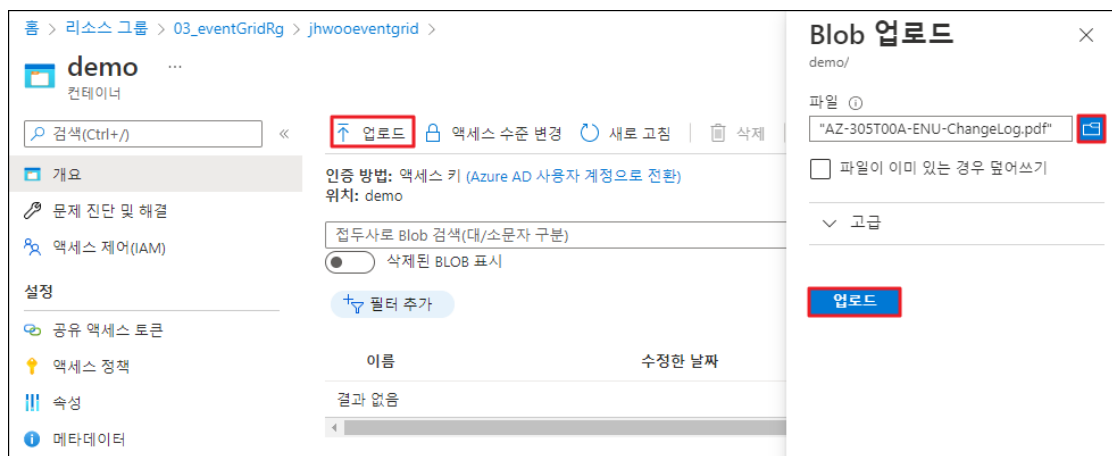 홈 > 리소스 그룹 > 03_eventGridRg > jhwooeventgrid >
demo ...
컨테이너
검색(Ctrl+/) «
개요
문제 진단 및 해결
액세스 제어(IAM)
설정
공유 액세스 토큰
액세스 정책
속성
메타데이터
업로드 액세스 수준 변경 새로 고침 삭제
인증 방법: 액세스 키 (Azure AD 사용자 계정으로 전환)
위치: demo
접두사로 Blob 검색(대/소문자 구분)
삭제된 BLOB 표시
필터 추가
이름 수정한 날짜
결과 없음
Blob 업로드
demo/
파일
"AZ-305T00A-ENU-ChangeLog.pdf"
파일이 이미 있는 경우 덮어쓰기
고급
업로드